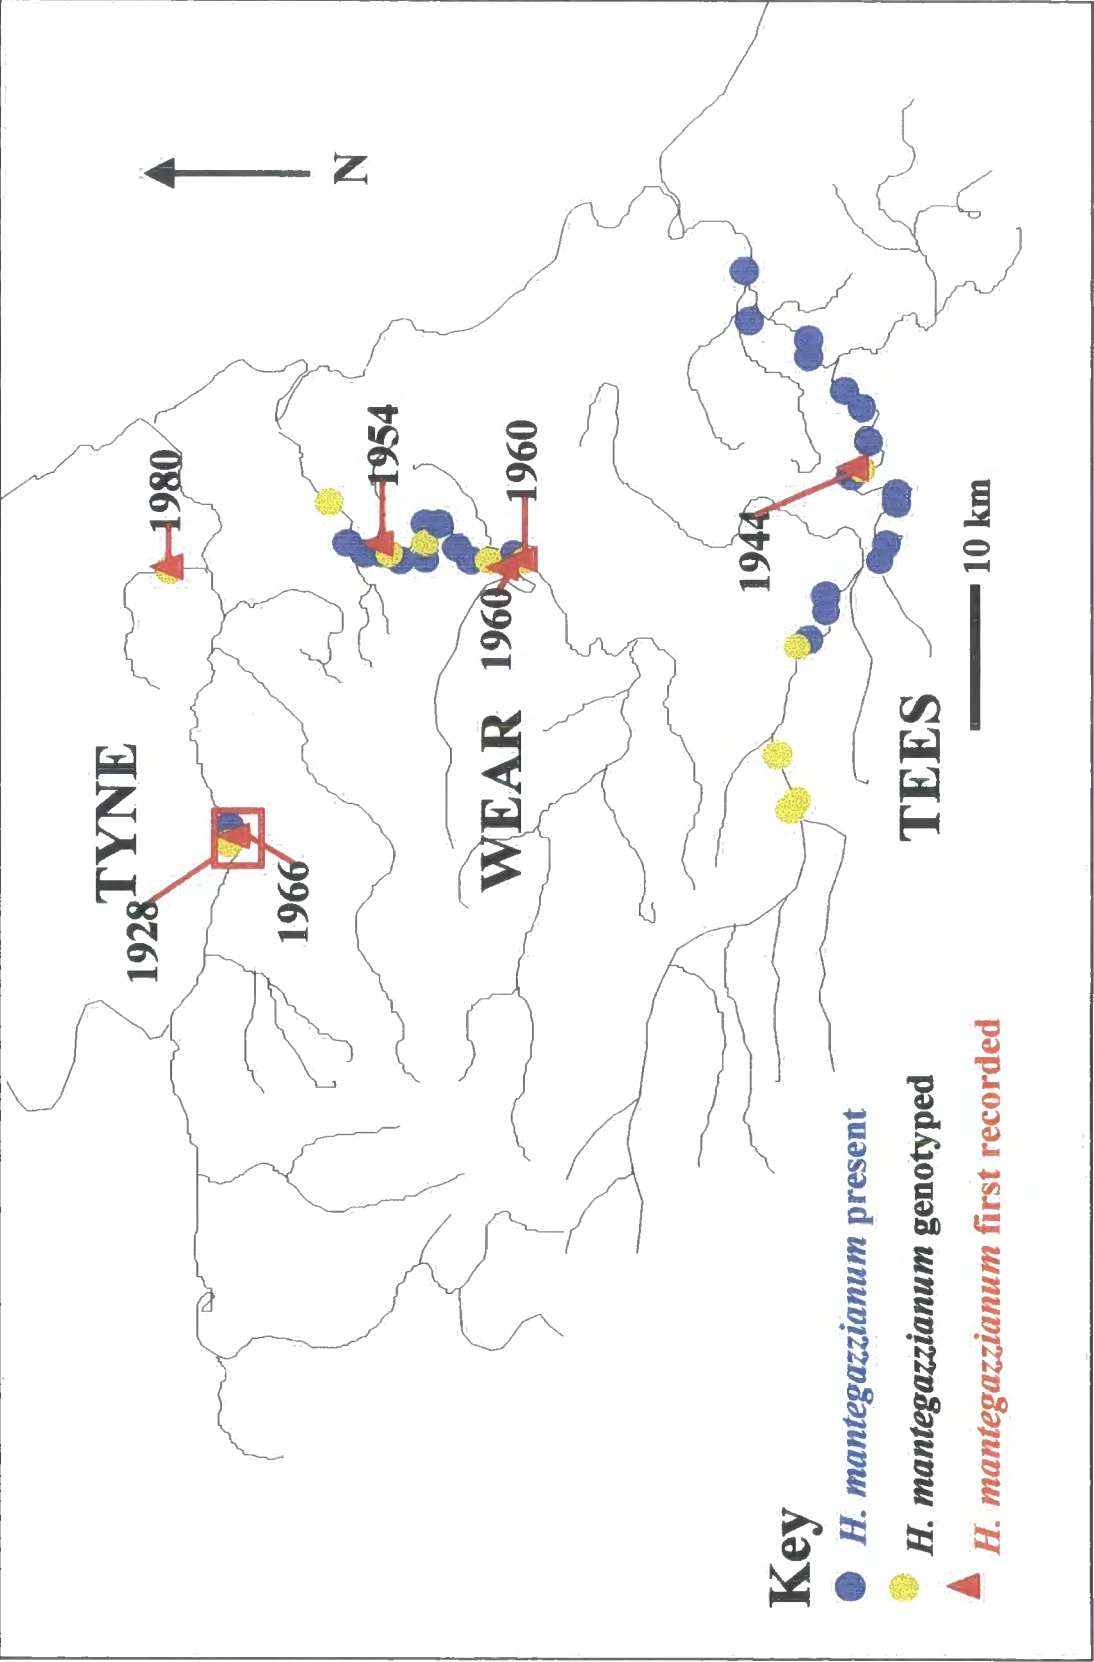 TYNE
1928
1966
1980
N
1954
1960
1960
WEAR
1944
TEES
10 km
Key
H. mantegazzianum present
H. mantegazzianum genotyped
H. mantegazzianum first recorded